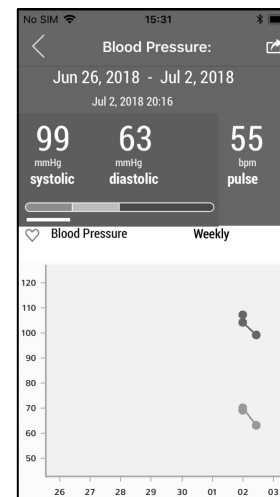 No SIM 15:31
Blood Pressure:
Jun 26, 2018 - Jul 2, 2018
Jul 2, 2018 20:16
99 63 55
mmHg mmHg bpm
systolic diastolic pulse
Blood Pressure Weekly
120
110
100
90
80
70
60
50
26 27 28 29 30 01 02 03